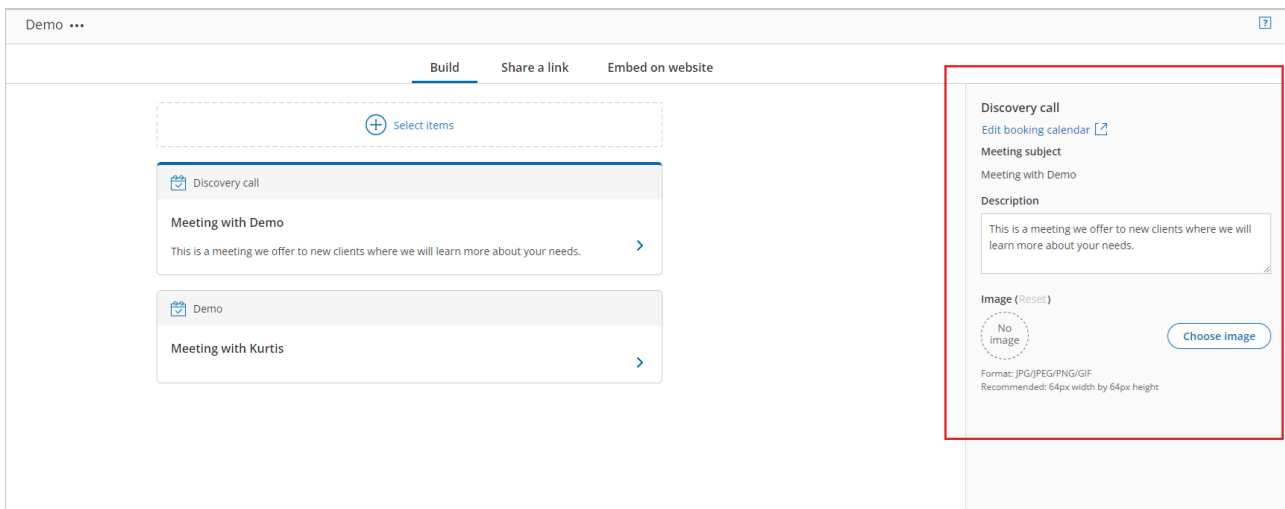 Demo •••
?
Build Share a link Embed on website
Select items
Discovery call
Meeting with Demo
This is a meeting we offer to new clients where we will learn more about your needs.
Demo
Meeting with Kurtis
Discovery call
Edit booking calendar
Meeting subject
Meeting with Demo
Description
This is a meeting we offer to new clients where we will
learn more about your needs.
Image (Reset)
No
image
Choose image
Format: JPG/JPEG/PNG/GIF
Recommended: 64px width by 64px height